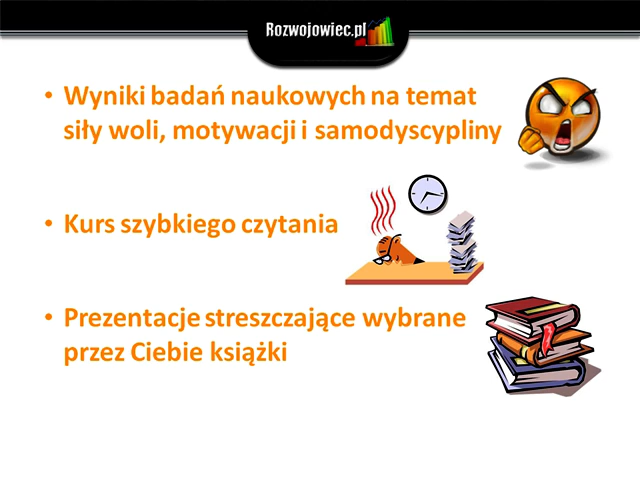 Rozwojowiec.pl
• Wyniki badań naukowych na temat
siły woli, motywacji i samodyscypliny
• Kurs szybkiego czytania
• Prezentacje streszczające wybrane
przez Ciebie książki